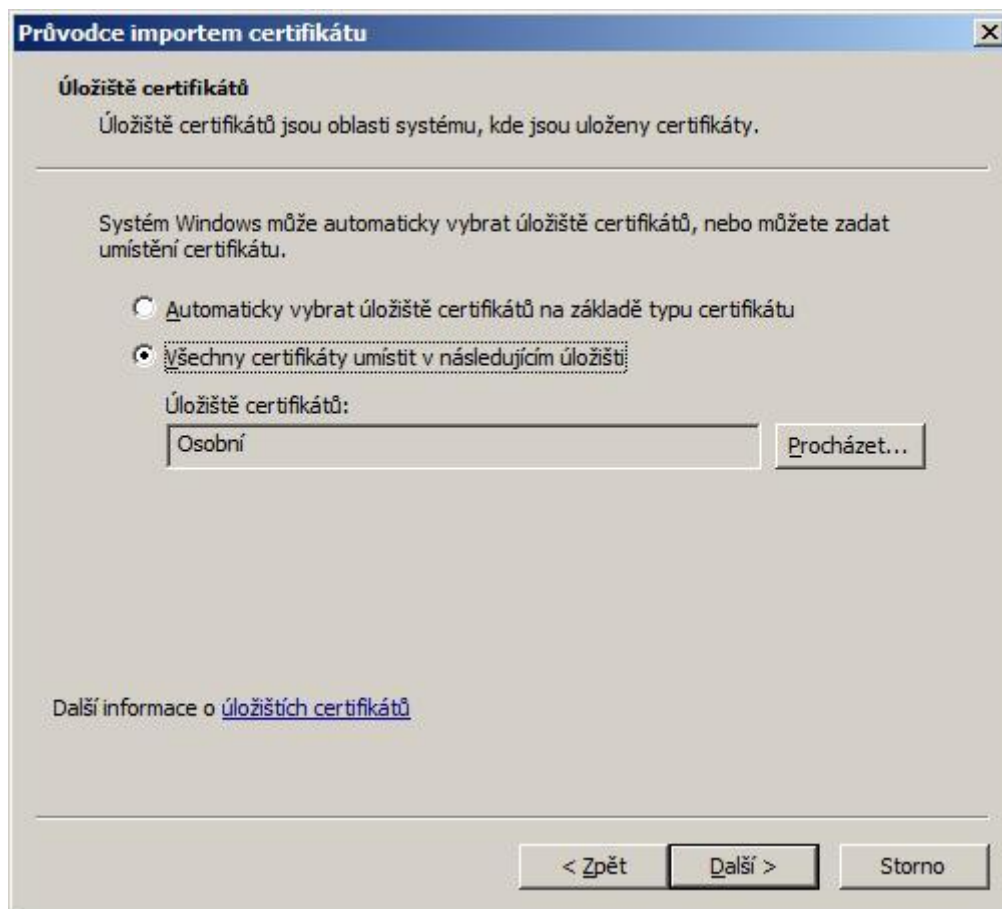 Průvodce importem certifikátu
Úložiště certifikátů
Úložiště certifikátů jsou oblasti systému, kde jsou uloženy certifikáty.
Systém Windows může automaticky vybrat úložiště certifikátů, nebo můžete zadat
umístění certifikátu.
Automaticky vybrat úložiště certifikátů na základě typu certifikátu
Všechny certifikáty umístit v následujícím úložišti
Úložiště certifikátů:
Osobní
Procházet...
Další informace o úložištích certifikátů
< Zpět
Další >
Storno